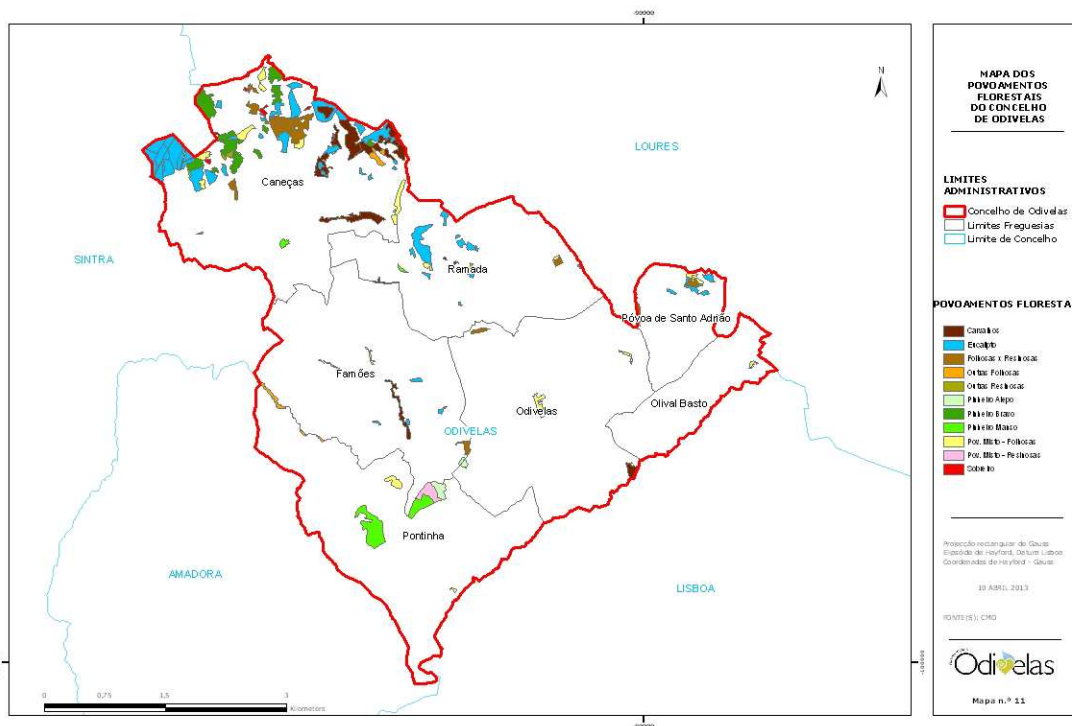 -90000
N
LOURES
Caneças
SINTRA
Ramada
Póvoa de Santo Adrião
Famões
Odivelas
Olival Basto
ODIVELAS
Pontinha
AMADORA
LISBOA
0 0,75 1,5 3
Kilometers
-100000
-90000
MAPA DOS
POVOAMENTOS
FLORESTAIS
DO CONCELHO
DE ODIVELAS
LIMITES
ADMINISTRATIVOS
Concelho de Odivelas
Limites Freguesias
Limite de Concelho
POVOAMENTOS FLORESTA
Carvalhos
Eucalipto
Folhosas x Resinosas
Outras Folhosas
Outras Resinosas
Pinheiro Alepo
Pinheiro Bravo
Pinheiro Manso
Pov. Misto - Folhosas
Pov. Misto - Resinosas
Sobreiro
Projecção rectangular de Gauss
Elipsóide de Hayford, Datum Lisboa
Coordenadas de Hayford - Gauss
10 ABRIL 2013
FONTE(S): CMO
Odivelas
Mapa n.º 11